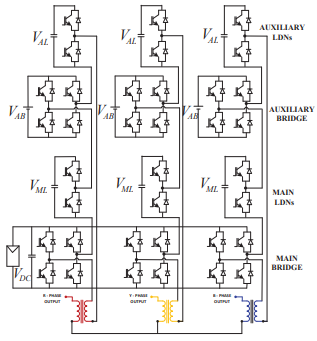 V_AL V_AL V_AL AUXILIARY
LDNs
V_AB V_AB V_AB AUXILIARY
BRIDGE
V_ML V_ML V_ML MAIN
LDNs
MAIN
BRIDGE
V_DC
R - PHASE OUTPUT
Y - PHASE OUTPUT
B - PHASE OUTPUT